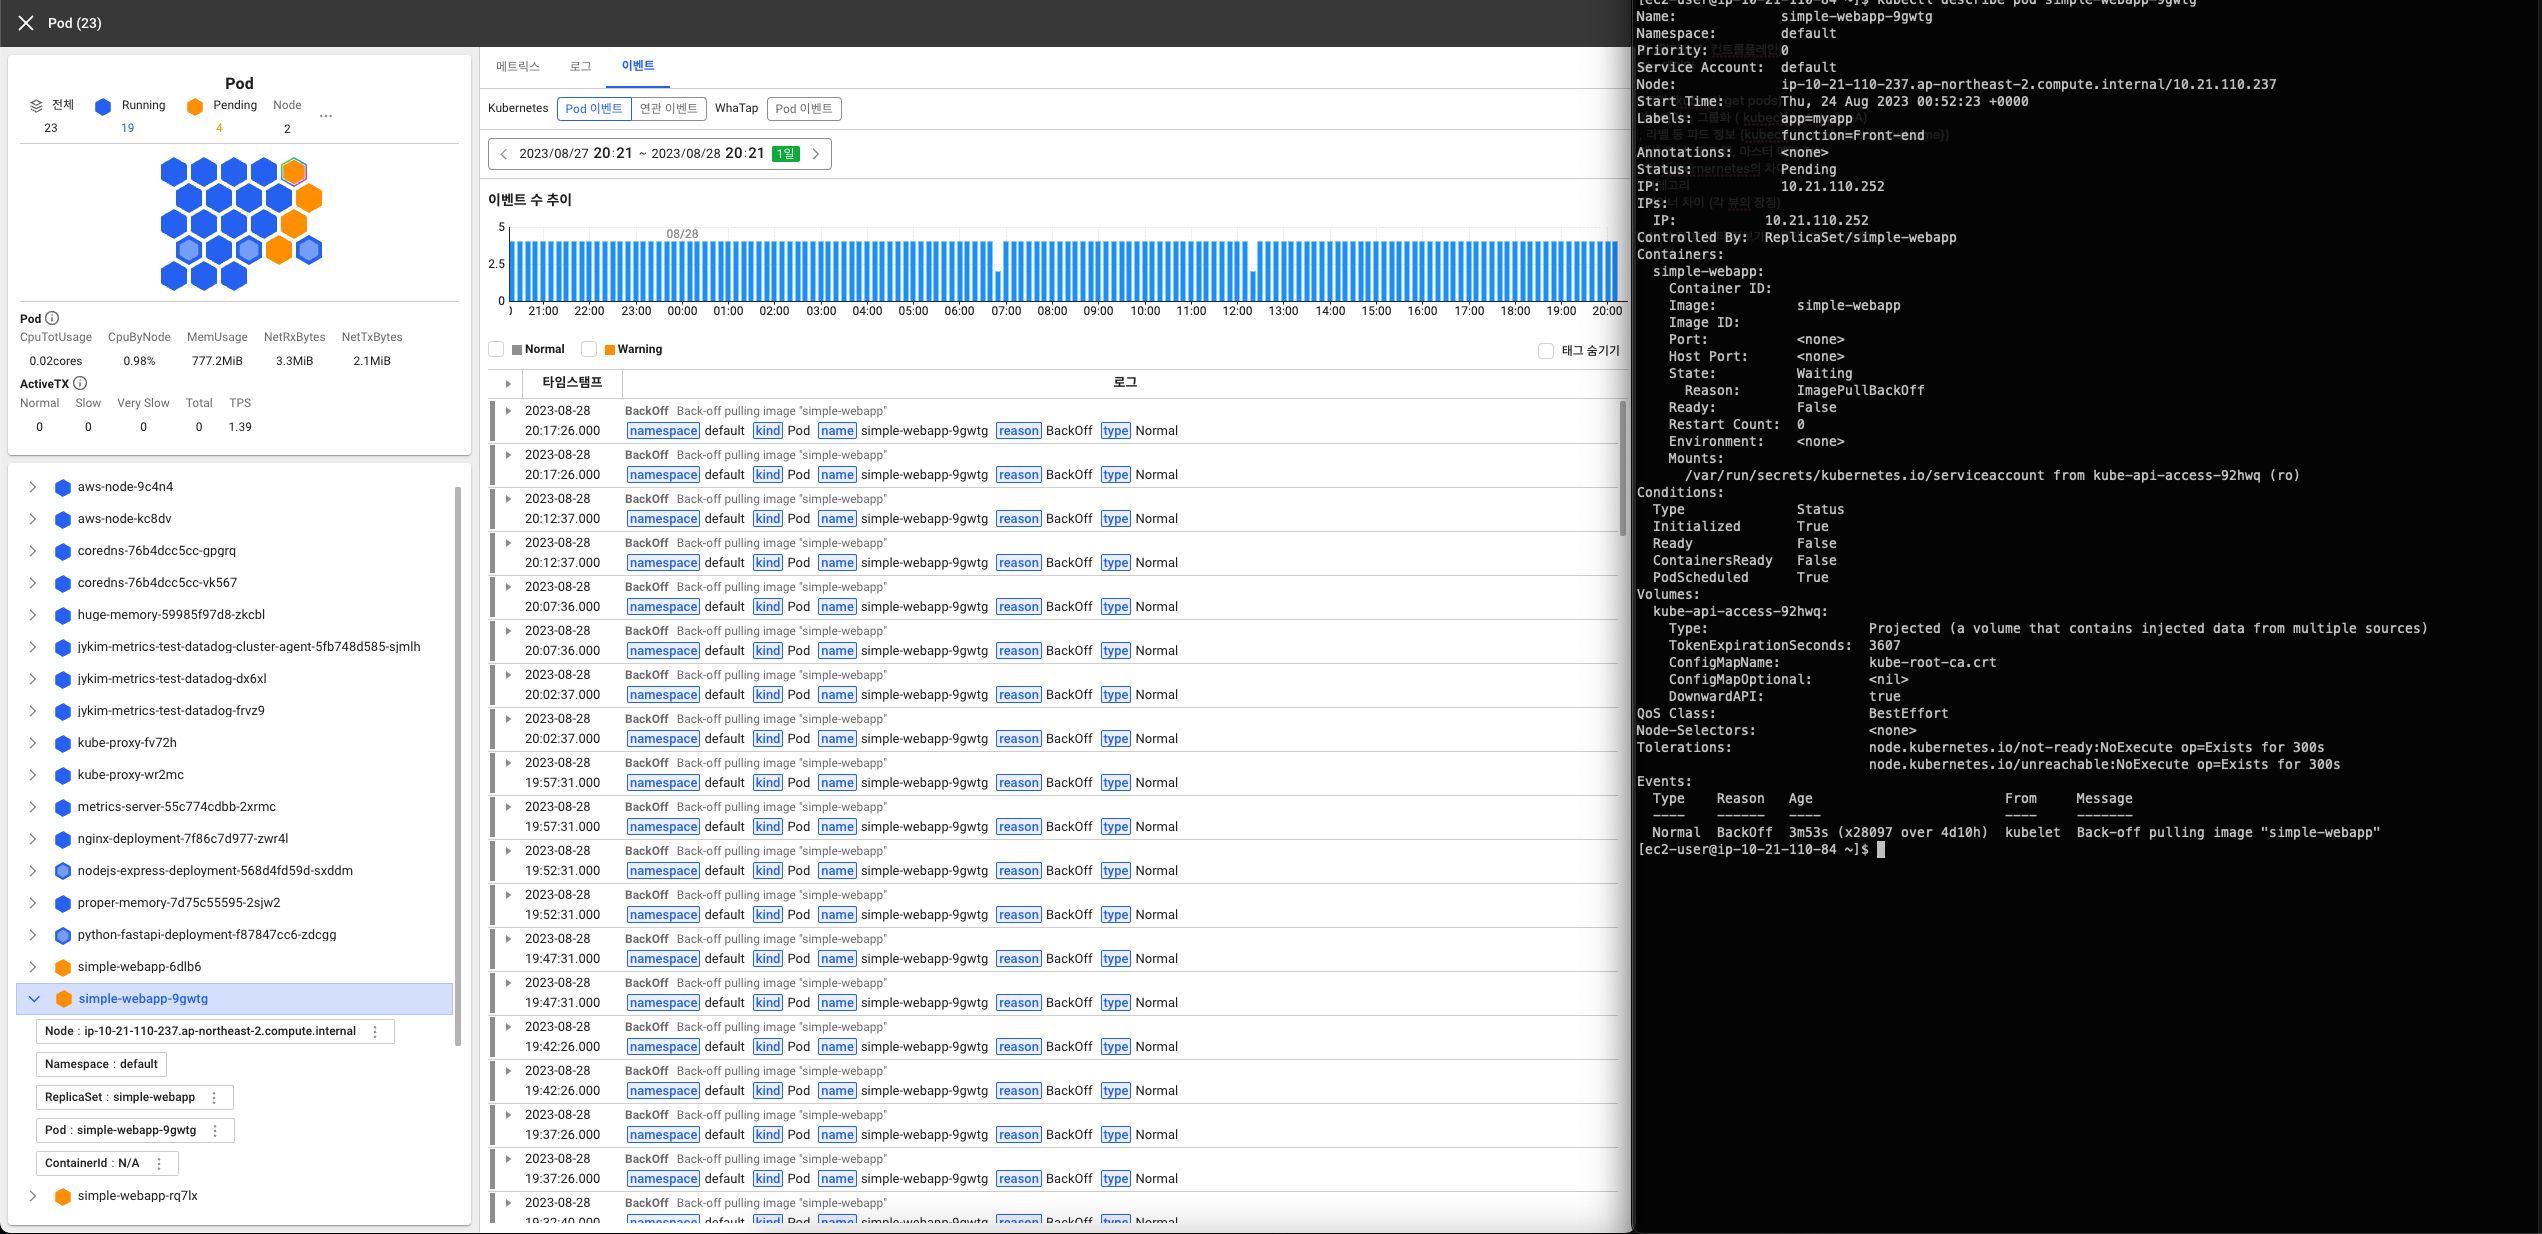 Pod (23)
Pod
전체 Running Pending Node
23 19 4 2
Pod
CpuTotUsage CpuByNode MemUsage NetRxBytes NetTxBytes
0.02cores 0.98% 777.2MiB 3.3MiB 2.1MiB
ActiveTX
Normal Slow Very Slow Total TPS
0 0 0 0 1.39
aws-node-9c4n4
aws-node-kc8dv
coredns-76b4dcc5cc-gpgrq
coredns-76b4dcc5cc-vk567
huge-memory-59985f97d8-zkcbl
jykim-metrics-test-datadog-cluster-agent-5fb748d585-sjmlh
jykim-metrics-test-datadog-dx6xl
jykim-metrics-test-datadog-frvz9
kube-proxy-fv72h
kube-proxy-wr2mc
metrics-server-55c774cdbb-2xrmc
nginx-deployment-7f86c7d977-zwr4l
nodejs-express-deployment-568d4fd59d-sxddm
proper-memory-7d75c55595-2sjw2
python-fastapi-deployment-f87847cc6-zdcgg
simple-webapp-6dlb6
simple-webapp-9gwtg
Node : ip-10-21-110-237.ap-northeast-2.compute.internal
Namespace : default
ReplicaSet : simple-webapp
Pod : simple-webapp-9gwtg
ContainerId : N/A
simple-webapp-rq7lx
메트릭스 로그 이벤트
Kubernetes Pod 이벤트 연관 이벤트 WhaTap Pod 이벤트
2023/08/27 20:21 ~ 2023/08/28 20:21 1일
이벤트 수 추이
5
08/28
2.5
0
21:00 22:00 23:00 00:00 01:00 02:00 03:00 04:00 05:00 06:00 07:00 08:00 09:00 10:00 11:00 12:00 13:00 14:00 15:00 16:00 17:00 18:00 19:00 20:00
Normal Warning 태그 숨기기
타임스탬프 로그
2023-08-28 BackOff Back-off pulling image "simple-webapp"
20:17:26.000 namespace default kind Pod name simple-webapp-9gwtg reason BackOff type Normal
2023-08-28 BackOff Back-off pulling image "simple-webapp"
20:17:26.000 namespace default kind Pod name simple-webapp-9gwtg reason BackOff type Normal
2023-08-28 BackOff Back-off pulling image "simple-webapp"
20:12:37.000 namespace default kind Pod name simple-webapp-9gwtg reason BackOff type Normal
2023-08-28 BackOff Back-off pulling image "simple-webapp"
20:12:37.000 namespace default kind Pod name simple-webapp-9gwtg reason BackOff type Normal
2023-08-28 BackOff Back-off pulling image "simple-webapp"
20:07:36.000 namespace default kind Pod name simple-webapp-9gwtg reason BackOff type Normal
2023-08-28 BackOff Back-off pulling image "simple-webapp"
20:07:36.000 namespace default kind Pod name simple-webapp-9gwtg reason BackOff type Normal
2023-08-28 BackOff Back-off pulling image "simple-webapp"
20:02:37.000 namespace default kind Pod name simple-webapp-9gwtg reason BackOff type Normal
2023-08-28 BackOff Back-off pulling image "simple-webapp"
20:02:37.000 namespace default kind Pod name simple-webapp-9gwtg reason BackOff type Normal
2023-08-28 BackOff Back-off pulling image "simple-webapp"
19:57:31.000 namespace default kind Pod name simple-webapp-9gwtg reason BackOff type Normal
2023-08-28 BackOff Back-off pulling image "simple-webapp"
19:57:31.000 namespace default kind Pod name simple-webapp-9gwtg reason BackOff type Normal
2023-08-28 BackOff Back-off pulling image "simple-webapp"
19:52:31.000 namespace default kind Pod name simple-webapp-9gwtg reason BackOff type Normal
2023-08-28 BackOff Back-off pulling image "simple-webapp"
19:52:31.000 namespace default kind Pod name simple-webapp-9gwtg reason BackOff type Normal
2023-08-28 BackOff Back-off pulling image "simple-webapp"
19:47:31.000 namespace default kind Pod name simple-webapp-9gwtg reason BackOff type Normal
2023-08-28 BackOff Back-off pulling image "simple-webapp"
19:47:31.000 namespace default kind Pod name simple-webapp-9gwtg reason BackOff type Normal
2023-08-28 BackOff Back-off pulling image "simple-webapp"
19:42:26.000 namespace default kind Pod name simple-webapp-9gwtg reason BackOff type Normal
2023-08-28 BackOff Back-off pulling image "simple-webapp"
19:42:26.000 namespace default kind Pod name simple-webapp-9gwtg reason BackOff type Normal
2023-08-28 BackOff Back-off pulling image "simple-webapp"
19:37:26.000 namespace default kind Pod name simple-webapp-9gwtg reason BackOff type Normal
2023-08-28 BackOff Back-off pulling image "simple-webapp"
19:37:26.000 namespace default kind Pod name simple-webapp-9gwtg reason BackOff type Normal
2023-08-28 BackOff Back-off pulling image "simple-webapp"
19:32:40.000 namespace default kind Pod name simple-webapp-9gwtg reason BackOff type Normal
[ec2-user@ip-10-21-110-84 ~]$ kubectl describe pod simple-webapp-9gwtg
Name: simple-webapp-9gwtg
Namespace: default
Priority: 0
Service Account: default
Node: ip-10-21-110-237.ap-northeast-2.compute.internal/10.21.110.237
Start Time: Thu, 24 Aug 2023 00:52:23 +0000
Labels: app=myapp
function=Front-end
Annotations: <none>
Status: Pending
IP: 10.21.110.252
IPs:
IP: 10.21.110.252
Controlled By: ReplicaSet/simple-webapp
Containers:
simple-webapp:
Container ID:
Image: simple-webapp
Image ID:
Port: <none>
Host Port: <none>
State: Waiting
Reason: ImagePullBackOff
Ready: False
Restart Count: 0
Environment: <none>
Mounts:
/var/run/secrets/kubernetes.io/serviceaccount from kube-api-access-92hwq (ro)
Conditions:
Type Status
Initialized True
Ready False
ContainersReady False
PodScheduled True
Volumes:
kube-api-access-92hwq:
Type: Projected (a volume that contains injected data from multiple sources)
TokenExpirationSeconds: 3607
ConfigMapName: kube-root-ca.crt
ConfigMapOptional: <nil>
DownwardAPI: true
QoS Class: BestEffort
Node-Selectors: <none>
Tolerations: node.kubernetes.io/not-ready:NoExecute op=Exists for 300s
node.kubernetes.io/unreachable:NoExecute op=Exists for 300s
Events:
Type Reason Age From Message
---- ------ ---- ---- -------
Normal BackOff 3m53s (x28097 over 4d10h) kubelet Back-off pulling image "simple-webapp"
[ec2-user@ip-10-21-110-84 ~]$